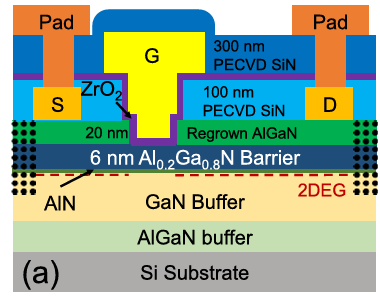 Pad
Pad
G
300 nm
PECVD SiN
ZrO₂
100 nm
PECVD SiN
S
D
20 nm
Regrown AlGaN
6 nm Al₀.₂Ga₀.₈N Barrier
AlN
2DEG
GaN Buffer
AlGaN buffer
(a)
Si Substrate